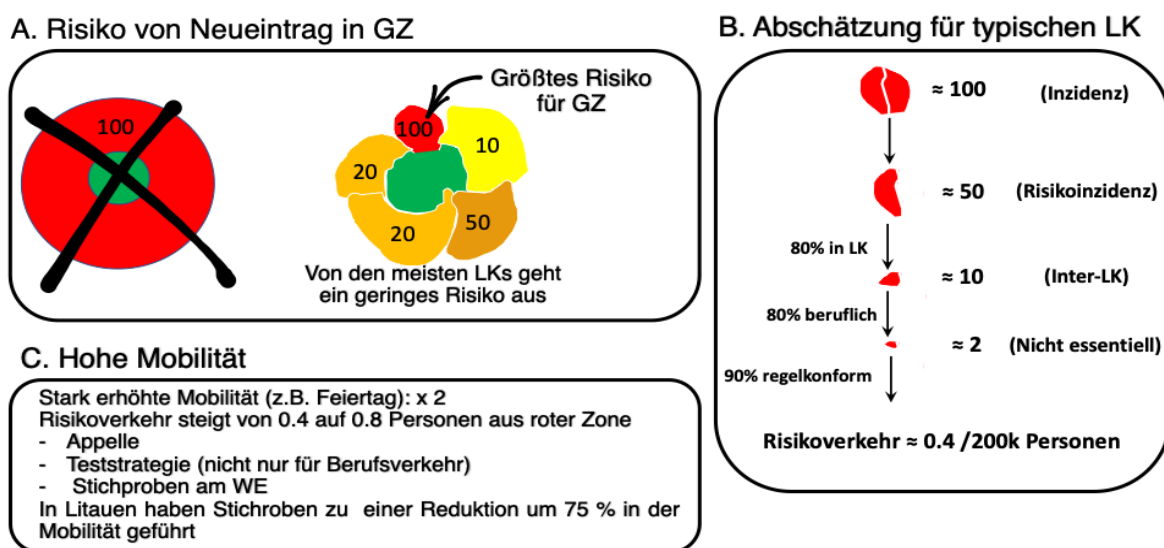 A. Risiko von Neueintrag in GZ
100
Größtes Risiko
für GZ
100
10
20
20
50
Von den meisten LKs geht
ein geringes Risiko aus
B. Abschätzung für typischen LK
≈ 100 (Inzidenz)
≈ 50 (Risikoinzidenz)
80% in LK
≈ 10 (Inter-LK)
80% beruflich
≈ 2 (Nicht essentiell)
90% regelkonform
Risikoverkehr ≈ 0.4 /200k Personen
C. Hohe Mobilität
Stark erhöhte Mobilität (z.B. Feiertag): x 2
Risikoverkehr steigt von 0.4 auf 0.8 Personen aus roter Zone
- Appelle
- Teststrategie (nicht nur für Berufsverkehr)
- Stichproben am WE
In Litauen haben Stichroben zu einer Reduktion um 75 % in der
Mobilität geführt